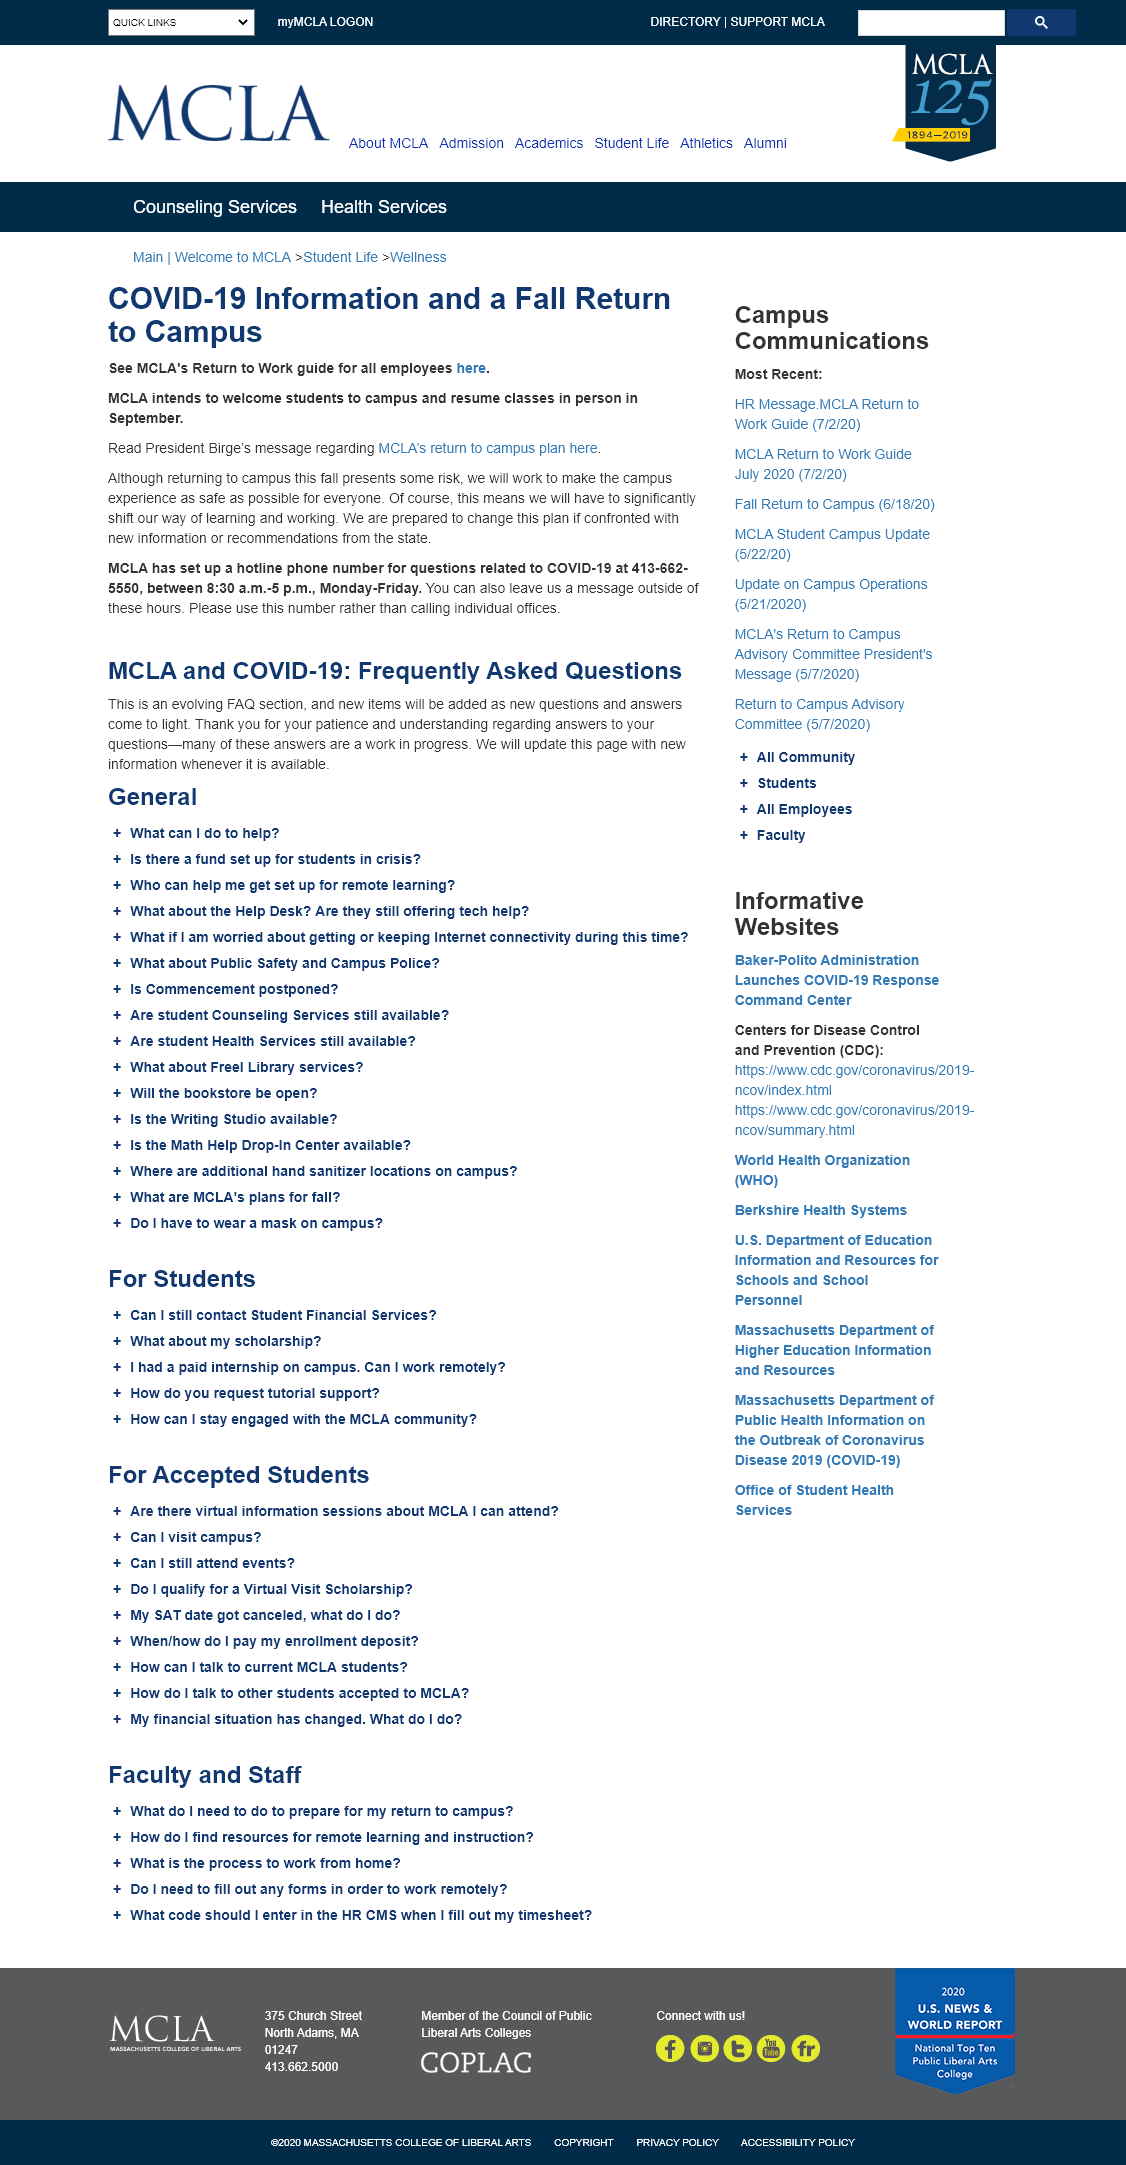 QUICK LINKS
myMCLA LOGON
DIRECTORY | SUPPORT MCLA
MCLA
125
1894—2019
MCLA
About MCLA Admission Academics Student Life Athletics Alumni
Counseling Services Health Services
Main | Welcome to MCLA >Student Life >Wellness
COVID-19 Information and a Fall Return
to Campus
See MCLA's Return to Work guide for all employees here.
MCLA intends to welcome students to campus and resume classes in person in
September.
Read President Birge’s message regarding MCLA’s return to campus plan here.
Although returning to campus this fall presents some risk, we will work to make the campus
experience as safe as possible for everyone. Of course, this means we will have to significantly
shift our way of learning and working. We are prepared to change this plan if confronted with
new information or recommendations from the state.
MCLA has set up a hotline phone number for questions related to COVID-19 at 413-662-
5550, between 8:30 a.m.-5 p.m., Monday-Friday. You can also leave us a message outside of
these hours. Please use this number rather than calling individual offices.
MCLA and COVID-19: Frequently Asked Questions
This is an evolving FAQ section, and new items will be added as new questions and answers
come to light. Thank you for your patience and understanding regarding answers to your
questions—many of these answers are a work in progress. We will update this page with new
information whenever it is available.
General
+ What can I do to help?
+ Is there a fund set up for students in crisis?
+ Who can help me get set up for remote learning?
+ What about the Help Desk? Are they still offering tech help?
+ What if I am worried about getting or keeping Internet connectivity during this time?
+ What about Public Safety and Campus Police?
+ Is Commencement postponed?
+ Are student Counseling Services still available?
+ Are student Health Services still available?
+ What about Freel Library services?
+ Will the bookstore be open?
+ Is the Writing Studio available?
+ Is the Math Help Drop-In Center available?
+ Where are additional hand sanitizer locations on campus?
+ What are MCLA's plans for fall?
+ Do I have to wear a mask on campus?
For Students
+ Can I still contact Student Financial Services?
+ What about my scholarship?
+ I had a paid internship on campus. Can I work remotely?
+ How do you request tutorial support?
+ How can I stay engaged with the MCLA community?
For Accepted Students
+ Are there virtual information sessions about MCLA I can attend?
+ Can I visit campus?
+ Can I still attend events?
+ Do I qualify for a Virtual Visit Scholarship?
+ My SAT date got canceled, what do I do?
+ When/how do I pay my enrollment deposit?
+ How can I talk to current MCLA students?
+ How do I talk to other students accepted to MCLA?
+ My financial situation has changed. What do I do?
Faculty and Staff
+ What do I need to do to prepare for my return to campus?
+ How do I find resources for remote learning and instruction?
+ What is the process to work from home?
+ Do I need to fill out any forms in order to work remotely?
+ What code should I enter in the HR CMS when I fill out my timesheet?
Campus
Communications
Most Recent:
HR Message.MCLA Return to
Work Guide (7/2/20)
MCLA Return to Work Guide
July 2020 (7/2/20)
Fall Return to Campus (6/18/20)
MCLA Student Campus Update
(5/22/20)
Update on Campus Operations
(5/21/2020)
MCLA's Return to Campus
Advisory Committee President's
Message (5/7/2020)
Return to Campus Advisory
Committee (5/7/2020)
+ All Community
+ Students
+ All Employees
+ Faculty
Informative
Websites
Baker-Polito Administration
Launches COVID-19 Response
Command Center
Centers for Disease Control
and Prevention (CDC):
https://www.cdc.gov/coronavirus/2019-
ncov/index.html
https://www.cdc.gov/coronavirus/2019-
ncov/summary.html
World Health Organization
(WHO)
Berkshire Health Systems
U.S. Department of Education
Information and Resources for
Schools and School
Personnel
Massachusetts Department of
Higher Education Information
and Resources
Massachusetts Department of
Public Health Information on
the Outbreak of Coronavirus
Disease 2019 (COVID-19)
Office of Student Health
Services
MCLA
MASSACHUSETTS COLLEGE OF LIBERAL ARTS
375 Church Street
North Adams, MA
01247
413.662.5000
Member of the Council of Public
Liberal Arts Colleges
COPLAC
Connect with us!
f
t
You Tube
fr
2020
U.S. NEWS &
WORLD REPORT
National Top Ten
Public Liberal Arts
College
©2020 MASSACHUSETTS COLLEGE OF LIBERAL ARTS COPYRIGHT PRIVACY POLICY ACCESSIBILITY POLICY